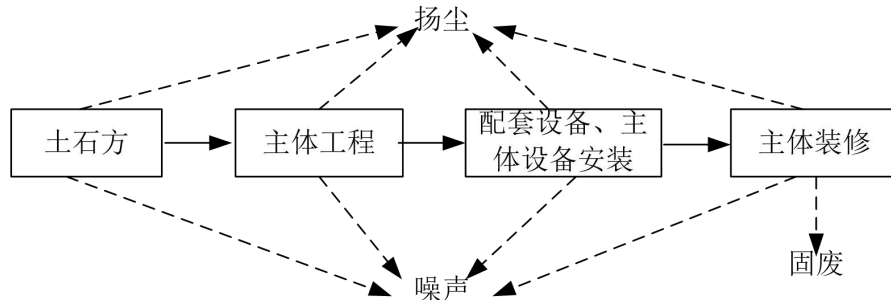 扬尘
土石方
主体工程
配套设备、主
体设备安装
主体装修
固废
噪声